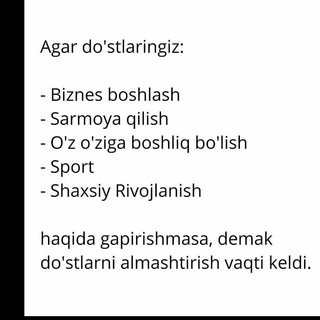 Agar do'stlaringiz:
- Biznes boshlash
- Sarmoya qilish
- O'z o'ziga boshliq bo'lish
- Sport
- Shaxsiy Rivojlanish
haqida gapirishmasa, demak
do'stlarni almashtirish vaqti keldi.